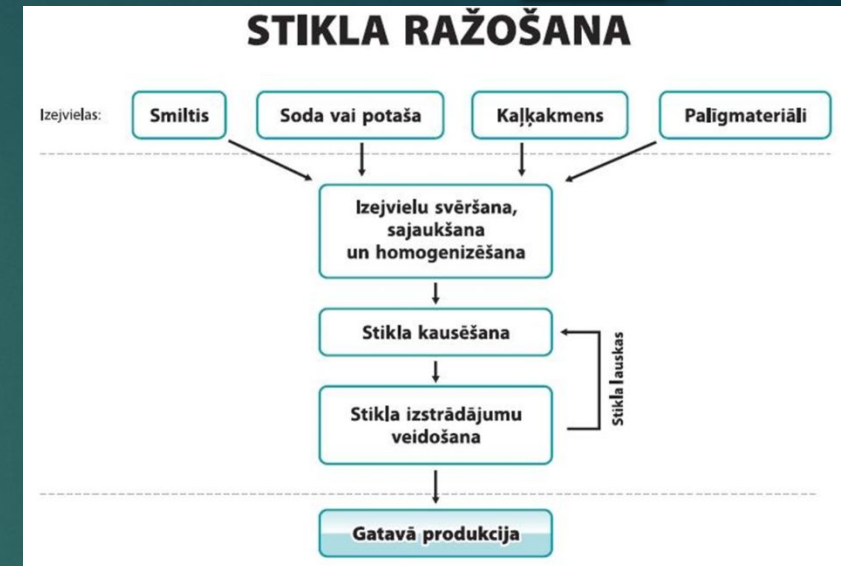 STIKLA RAŽOŠANA
Izejvielas:
Smiltis
Soda vai potaša
Kaļķakmens
Palīgmateriāli
Izejvielu svēršana,
sajaukšana
un homogenizēšana
Stikla kausēšana
Stikla lauskas
Stikla izstrādājumu
veidošana
Gatavā produkcija